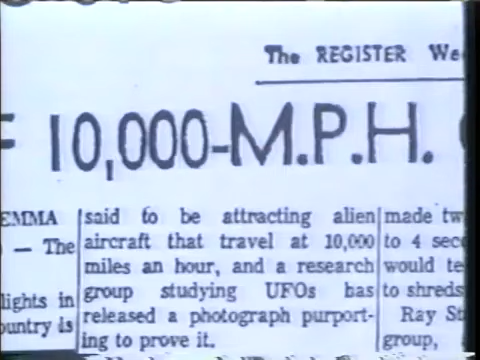 The REGISTER We
F 10,000-M.P.H.
EMMA
— The
lights in
ountry is
said to be attracting alien
aircraft that travel at 10,000
miles an hour, and a research
group studying UFOs has
released a photograph purport-
ing to prove it.
made tw
to 4 sec
would te
to shreds
Ray St
group,